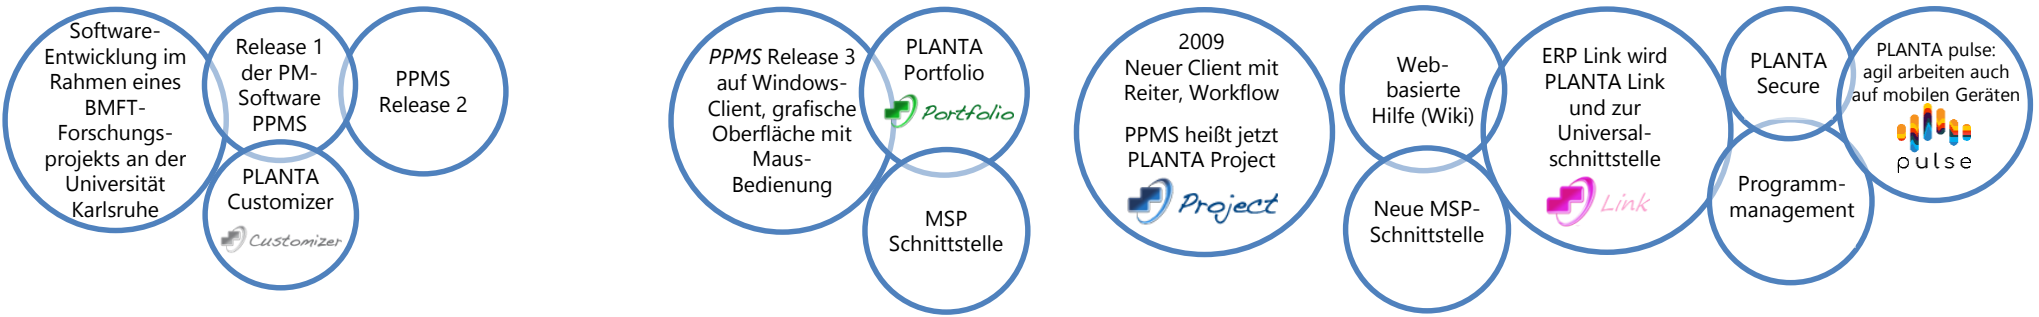 Software-
Entwicklung im
Rahmen eines
BMFT-
Forschungs-
projekts an der
Universität
Karlsruhe
Release 1
der PM-
Software
PPMS
PLANTA
Customizer
Customizer
PPMS
Release 2
PPMS Release 3
auf Windows-
Client, grafische
Oberfläche mit
Maus-
Bedienung
PLANTA
Portfolio
Portfolio
MSP
Schnittstelle
2009
Neuer Client mit
Reiter, Workflow
PPMS heißt jetzt
PLANTA Project
Project
Web-
basierte
Hilfe (Wiki)
Neue MSP-
Schnittstelle
ERP Link wird
PLANTA Link
und zur
Universal-
schnittstelle
Link
PLANTA
Secure
Programm-
management
PLANTA pulse:
agil arbeiten auch
auf mobilen Geräten
pulse